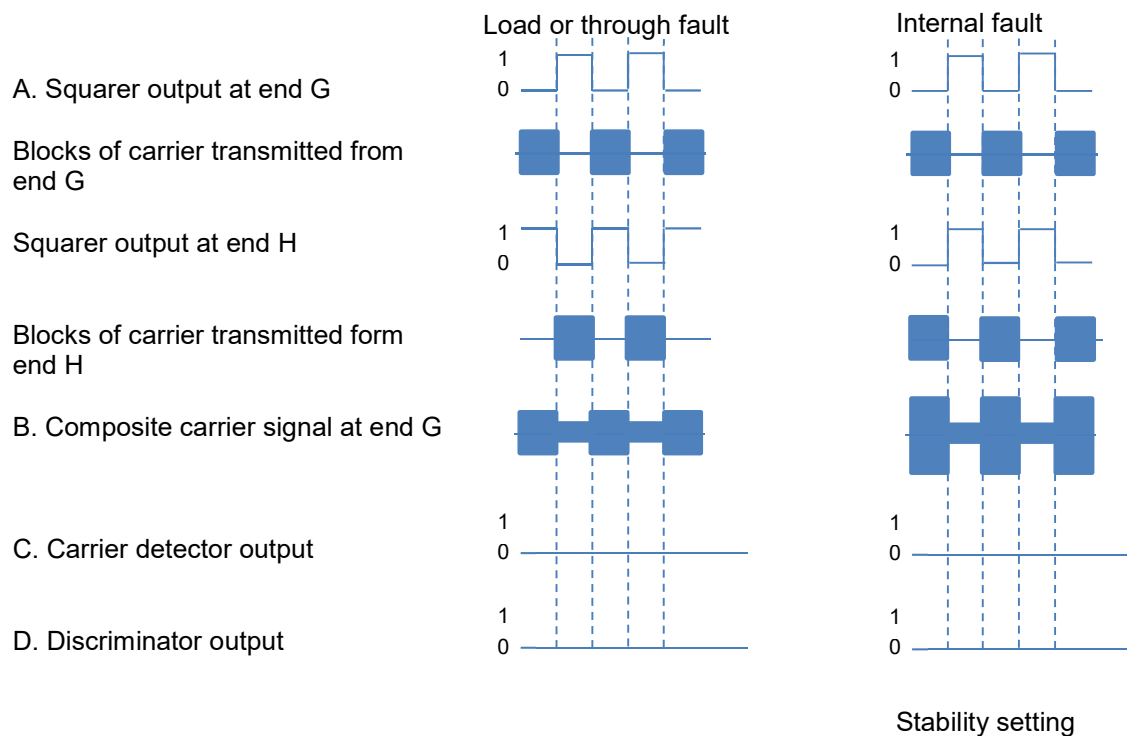 Load or through fault
Internal fault
1
1
A. Squarer output at end G
0
0
Blocks of carrier transmitted from
end G
1
1
Squarer output at end H
0
0
Blocks of carrier transmitted form
end H
B. Composite carrier signal at end G
1
1
C. Carrier detector output
0
0
1
1
D. Discriminator output
0
0
Stability setting